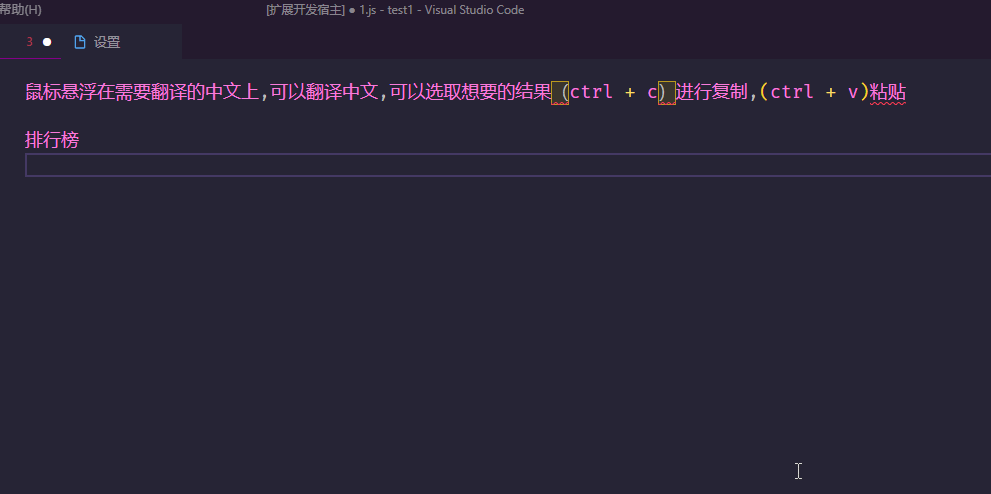 帮助(H)
[扩展开发宿主] ● 1.js - test1 - Visual Studio Code
3 ● 设置
鼠标悬浮在需要翻译的中文上,可以翻译中文,可以选取想要的结果（ctrl + c）进行复制,(ctrl + v)粘贴
排行榜